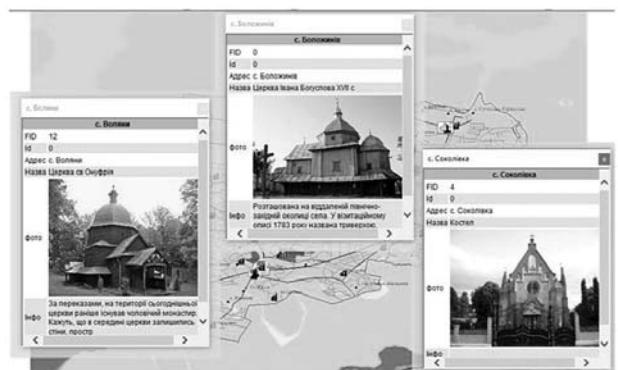 с. Боложинів
с. Боложинів
FID 0
Id 0
Адрес с. Боложинів
Назва Церква Івана Богуслова XVII с
фото
Інфо Розташована на віддаленій північно-
західній околиці села. У візитаційному
описі 1783 року названа триверхою.
с. Воляни
с. Воляни
FID 12
Id 0
Адрес с. Воляни
Назва Церква св Онуфрія
фото
Інфо За переказами, на території сьогоднішньої
церкви раніше існував чоловічий монастир.
Кажуть, що в середині церкви залишились
стіни, простр
с. Соколівка
с. Соколівка
FID 4
Id 0
Адрес с. Соколівка
Назва Костел
фото
Інфо